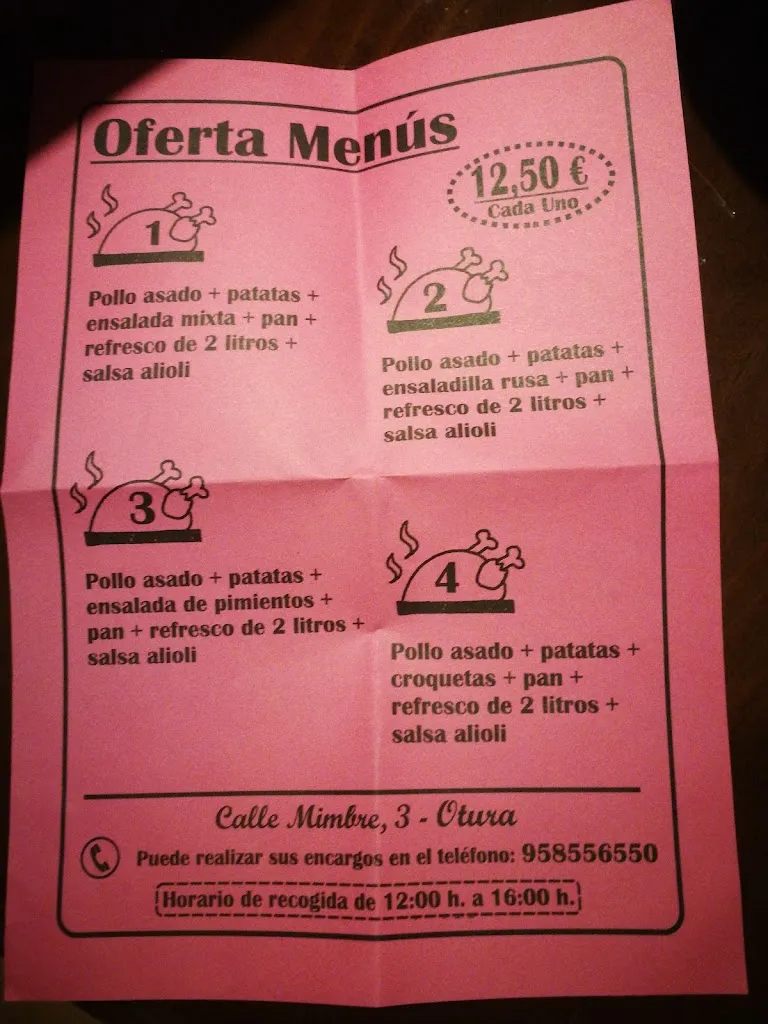 Oferta Menús
12,50 €
Cada Uno
1
Pollo asado + patatas +
ensalada mixta + pan +
refresco de 2 litros +
salsa alioli
2
Pollo asado + patatas +
ensaladilla rusa + pan +
refresco de 2 litros +
salsa alioli
3
Pollo asado + patatas +
ensalada de pimientos +
pan + refresco de 2 litros +
salsa alioli
4
Pollo asado + patatas +
croquetas + pan +
refresco de 2 litros +
salsa alioli
Calle Mimbre, 3 - Otura
Puede realizar sus encargos en el teléfono: 958556550
Horario de recogida de 12:00 h. a 16:00 h.